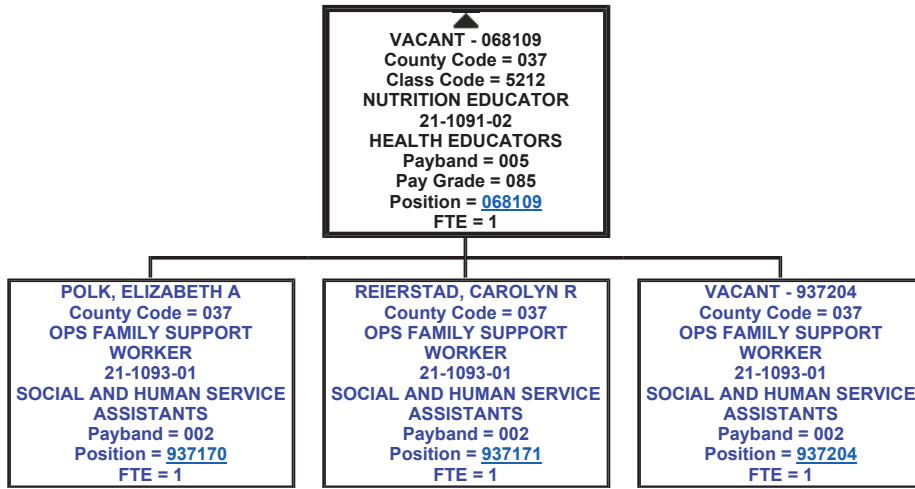 VACANT - 068109
County Code = 037
Class Code = 5212
NUTRITION EDUCATOR
21-1091-02
HEALTH EDUCATORS
Payband = 005
Pay Grade = 085
Position = 068109
FTE = 1
POLK, ELIZABETH A
County Code = 037
OPS FAMILY SUPPORT
WORKER
21-1093-01
SOCIAL AND HUMAN SERVICE
ASSISTANTS
Payband = 002
Position = 937170
FTE = 1
REIERSTAD, CAROLYN R
County Code = 037
OPS FAMILY SUPPORT
WORKER
21-1093-01
SOCIAL AND HUMAN SERVICE
ASSISTANTS
Payband = 002
Position = 937171
FTE = 1
VACANT - 937204
County Code = 037
OPS FAMILY SUPPORT
WORKER
21-1093-01
SOCIAL AND HUMAN SERVICE
ASSISTANTS
Payband = 002
Position = 937204
FTE = 1